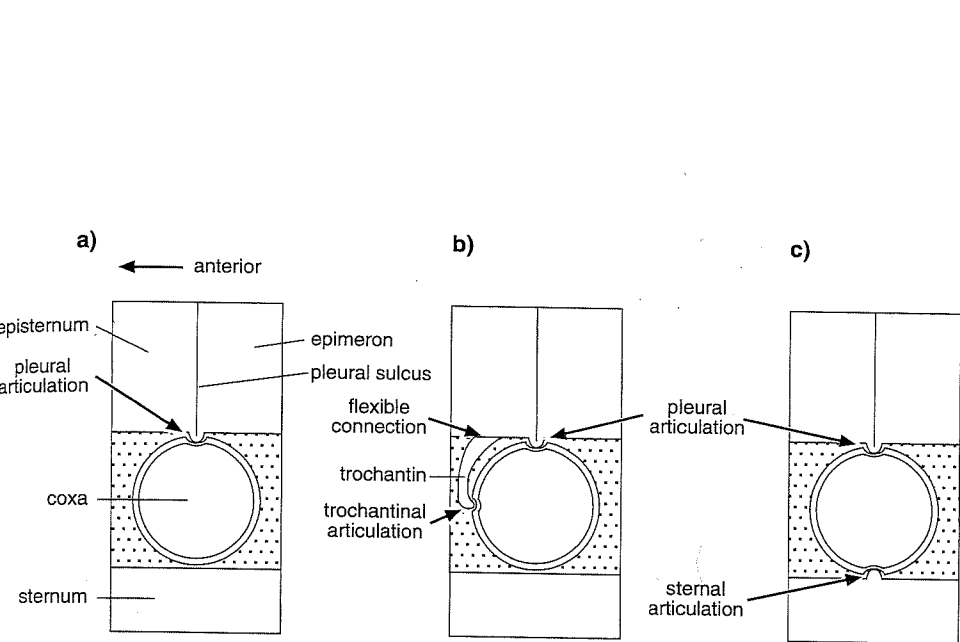 a)
anterior
episternum
pleural
articulation
coxa
sternum
epimeron
pleural sulcus
b)
flexible
connection
trochantin
trochantinal
articulation
c)
pleural
articulation
sternal
articulation